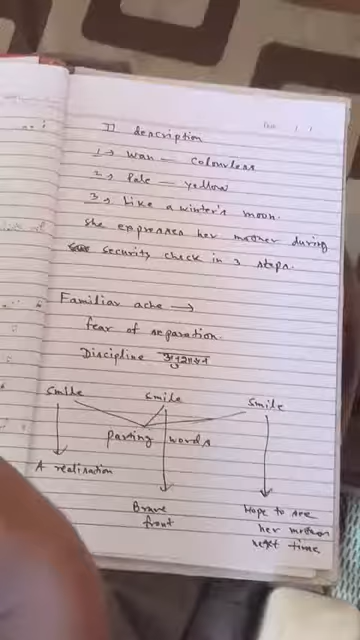 II description
1 → wan — colourless
2 → Pale — yellow
3 → Like a winter's moon.
she expresses her mother during
security check in 3 steps.
Familiar ache →
fear of separation.
Discipline अनुशासन
smile smile smile
parting words
A realisation
Brave front
Hope to see her mother next time